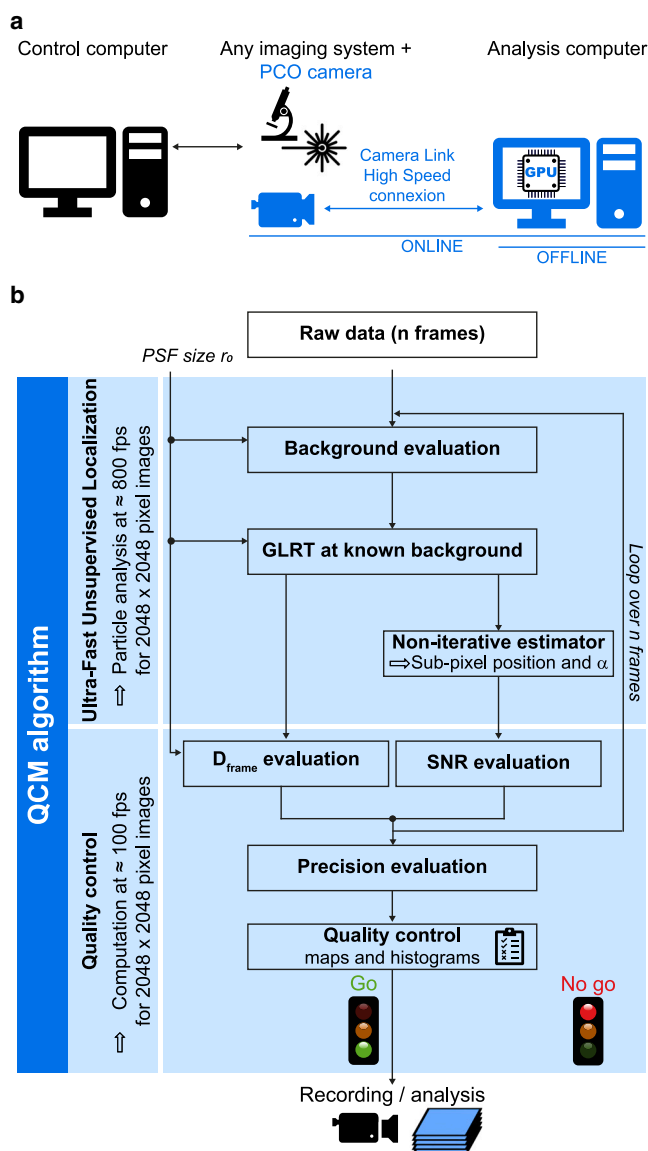 a
Control computer
Any imaging system +
PCO camera
Analysis computer
Camera Link
High Speed
connexion
GPU
ONLINE
OFFLINE
b
Raw data (n frames)
PSF size r₀
QCM algorithm
Ultra-Fast Unsupervised Localization
⇨ Particle analysis at ≈ 800 fps
for 2048 x 2048 pixel images
Background evaluation
GLRT at known background
Non-iterative estimator
⇨Sub-pixel position and α
Loop over n frames
Quality control
⇨ Computation at ≈ 100 fps
for 2048 x 2048 pixel images
Dframe evaluation
SNR evaluation
Precision evaluation
Quality control
maps and histograms
Go
No go
Recording / analysis